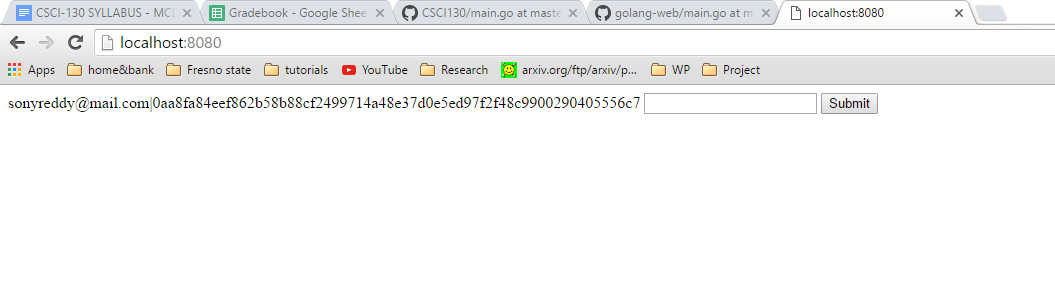 CSCI-130 SYLLABUS - MCE
Gradebook - Google Shee
CSCI130/main.go at maste
golang-web/main.go at m
localhost:8080
localhost:8080
Apps home&bank Fresno state tutorials YouTube Research arxiv.org/ftp/arxiv/p... WP Project
sonyreddy@mail.com|0aa8fa84eef862b58b88cf2499714a48e37d0e5ed97f2f48c9900290405556c7 Submit